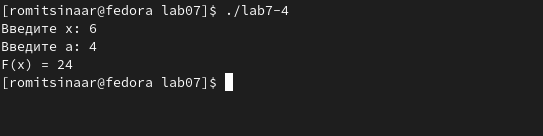 [romitsinaar@fedora lab07]$ ./lab7-4
Введите x: 6
Введите a: 4
F(x) = 24
[romitsinaar@fedora lab07]$